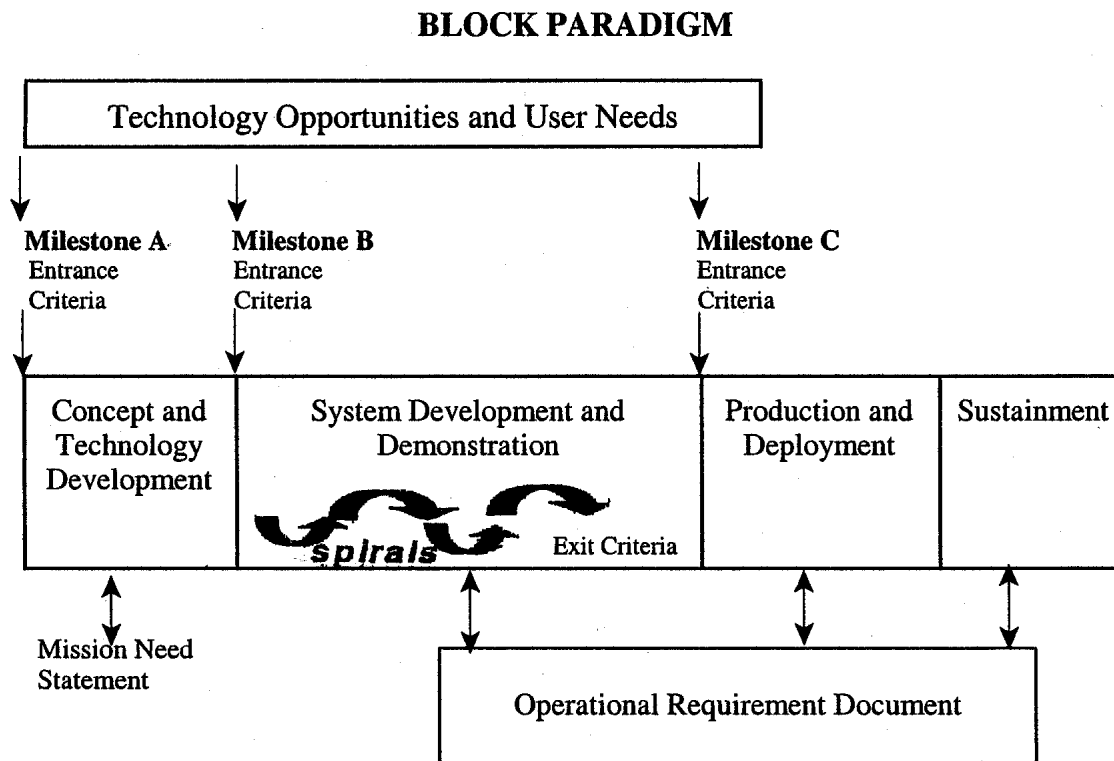 BLOCK PARADIGM
Technology Opportunities and User Needs
Milestone A
Entrance
Criteria
Milestone B
Entrance
Criteria
Milestone C
Entrance
Criteria
Concept and
Technology
Development
System Development and
Demonstration
spirals
Exit Criteria
Production and
Deployment
Sustainment
Mission Need
Statement
Operational Requirement Document